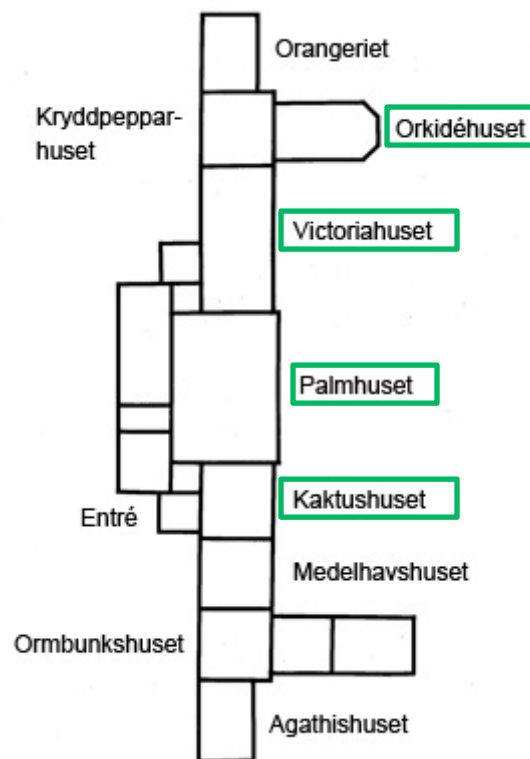 Orangeriet
Kryddpeppar-
huset
Orkidéhuset
Victoriahuset
Palmhuset
Kaktushuset
Entré
Medelhavshuset
Ormbunkshuset
Agathishuset